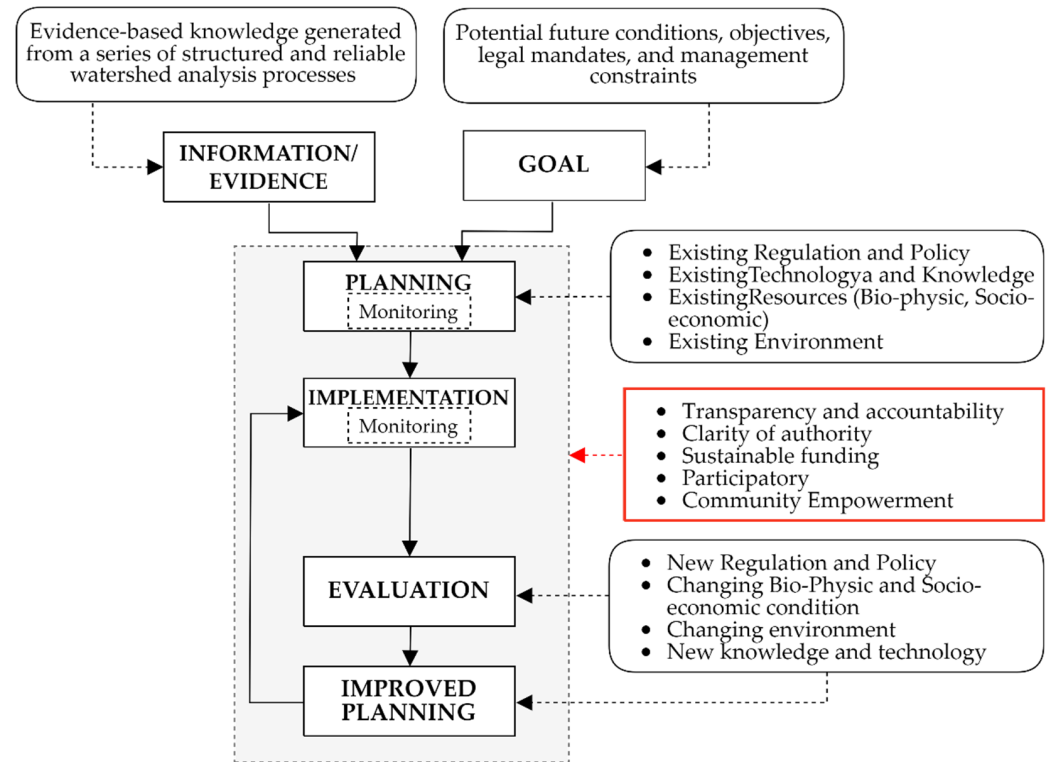 Evidence-based knowledge generated
from a series of structured and reliable
watershed analysis processes
Potential future conditions, objectives,
legal mandates, and management
constraints
INFORMATION/
EVIDENCE
GOAL
PLANNING
Monitoring
• Existing Regulation and Policy
• ExistingTechnologya and Knowledge
• ExistingResources (Bio-physic, Socio-
economic)
• Existing Environment
IMPLEMENTATION
Monitoring
• Transparency and accountability
• Clarity of authority
• Sustainable funding
• Participatory
• Community Empowerment
EVALUATION
• New Regulation and Policy
• Changing Bio-Physic and Socio-
economic condition
• Changing environment
• New knowledge and technology
IMPROVED
PLANNING